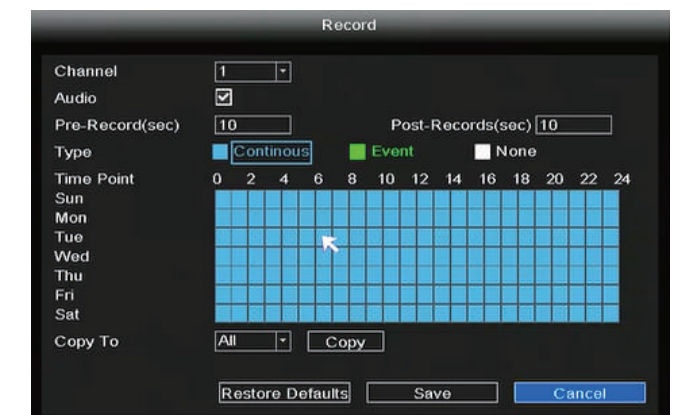 Record
Channel 1
Audio
Pre-Record(sec) 10 Post-Records(sec) 10
Type Continous Event None
Time Point 0 2 4 6 8 10 12 14 16 18 20 22 24
Sun
Mon
Tue
Wed
Thu
Fri
Sat
Copy To All Copy
Restore Defaults Save Cancel